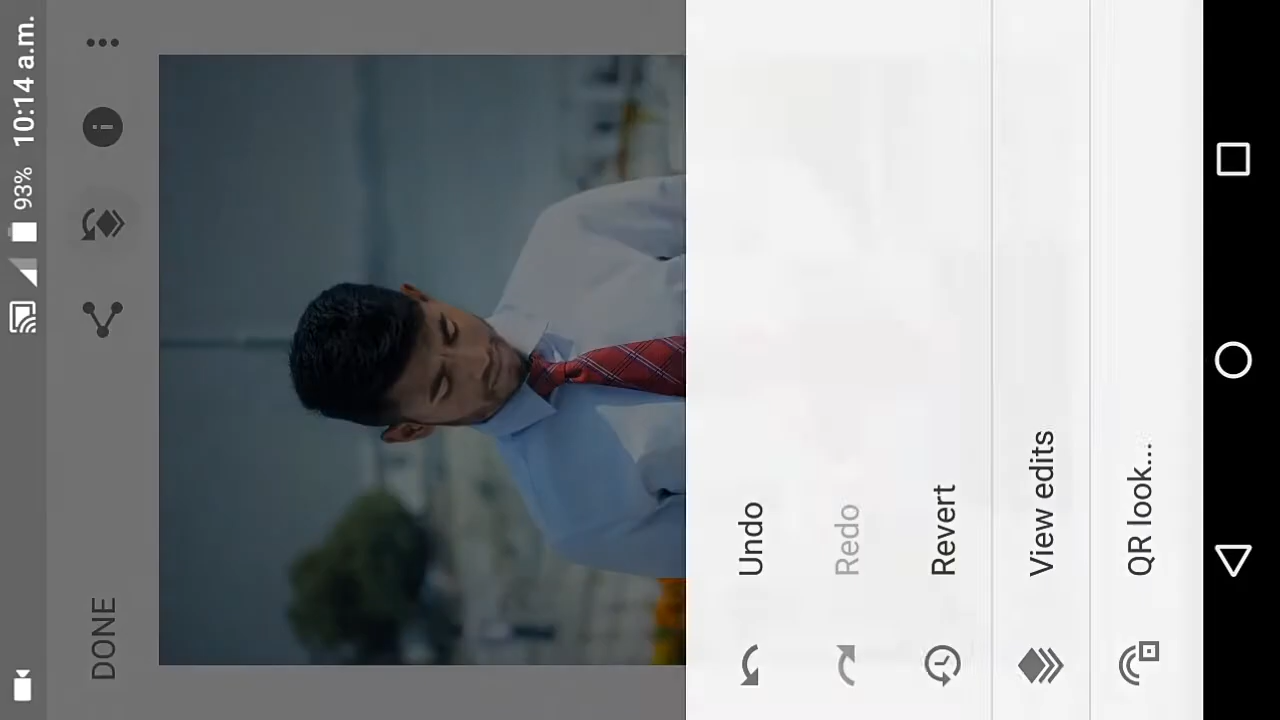 93% 10:14 a.m.
DONE
Undo
Redo
Revert
View edits
QR look...